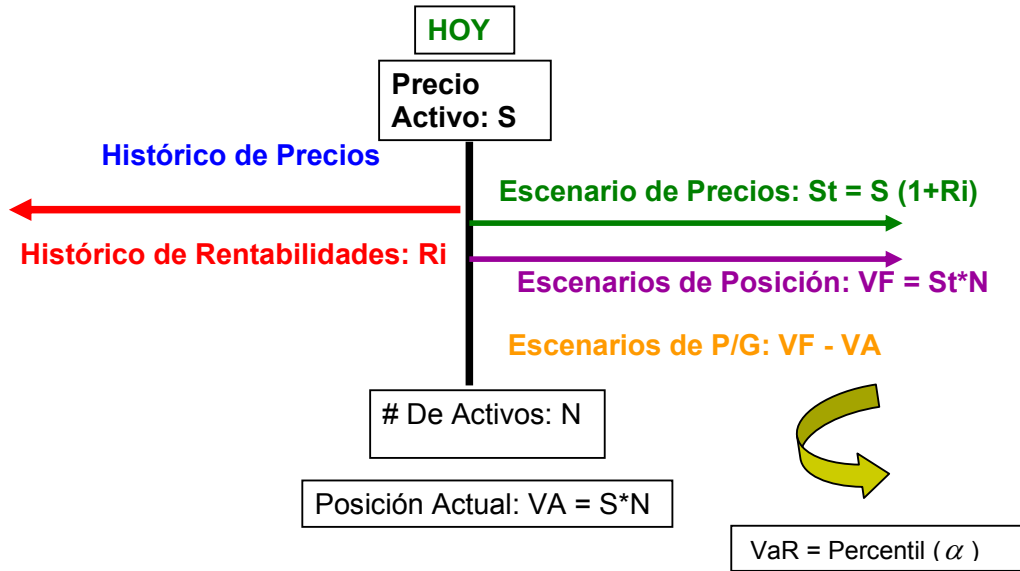 HOY
Precio
Activo: S
Histórico de Precios
Escenario de Precios: St = S (1+Ri)
Histórico de Rentabilidades: Ri
Escenarios de Posición: VF = St*N
Escenarios de P/G: VF - VA
# De Activos: N
Posición Actual: VA = S*N
VaR = Percentil (α )